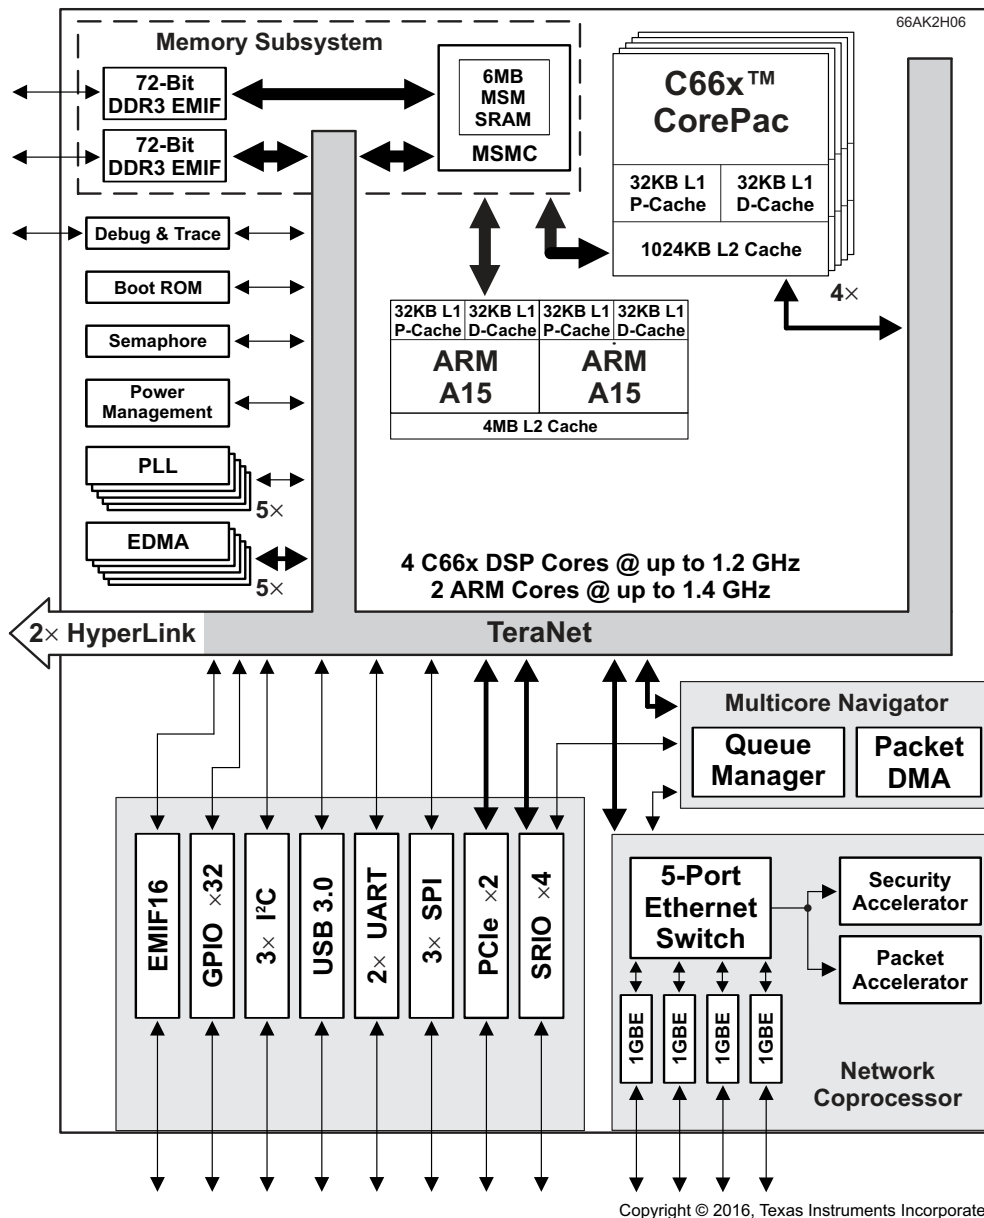 66AK2H06
Memory Subsystem
72-Bit
DDR3 EMIF
72-Bit
DDR3 EMIF
6MB
MSM
SRAM
MSMC
C66x™
CorePac
32KB L1
P-Cache
32KB L1
D-Cache
1024KB L2 Cache
4×
Debug & Trace
Boot ROM
Semaphore
Power
Management
PLL
5×
EDMA
5×
32KB L1
P-Cache
32KB L1
D-Cache
32KB L1
P-Cache
32KB L1
D-Cache
ARM
A15
ARM
A15
4MB L2 Cache
4 C66x DSP Cores @ up to 1.2 GHz
2 ARM Cores @ up to 1.4 GHz
2× HyperLink
TeraNet
Multicore Navigator
Queue
Manager
Packet
DMA
EMIF16
GPIO ×32
3× I²C
USB 3.0
2× UART
3× SPI
PCIe ×2
SRIO ×4
5-Port
Ethernet
Switch
Security
Accelerator
Packet
Accelerator
1GBE
1GBE
1GBE
1GBE
Network
Coprocessor
Copyright © 2016, Texas Instruments Incorporate